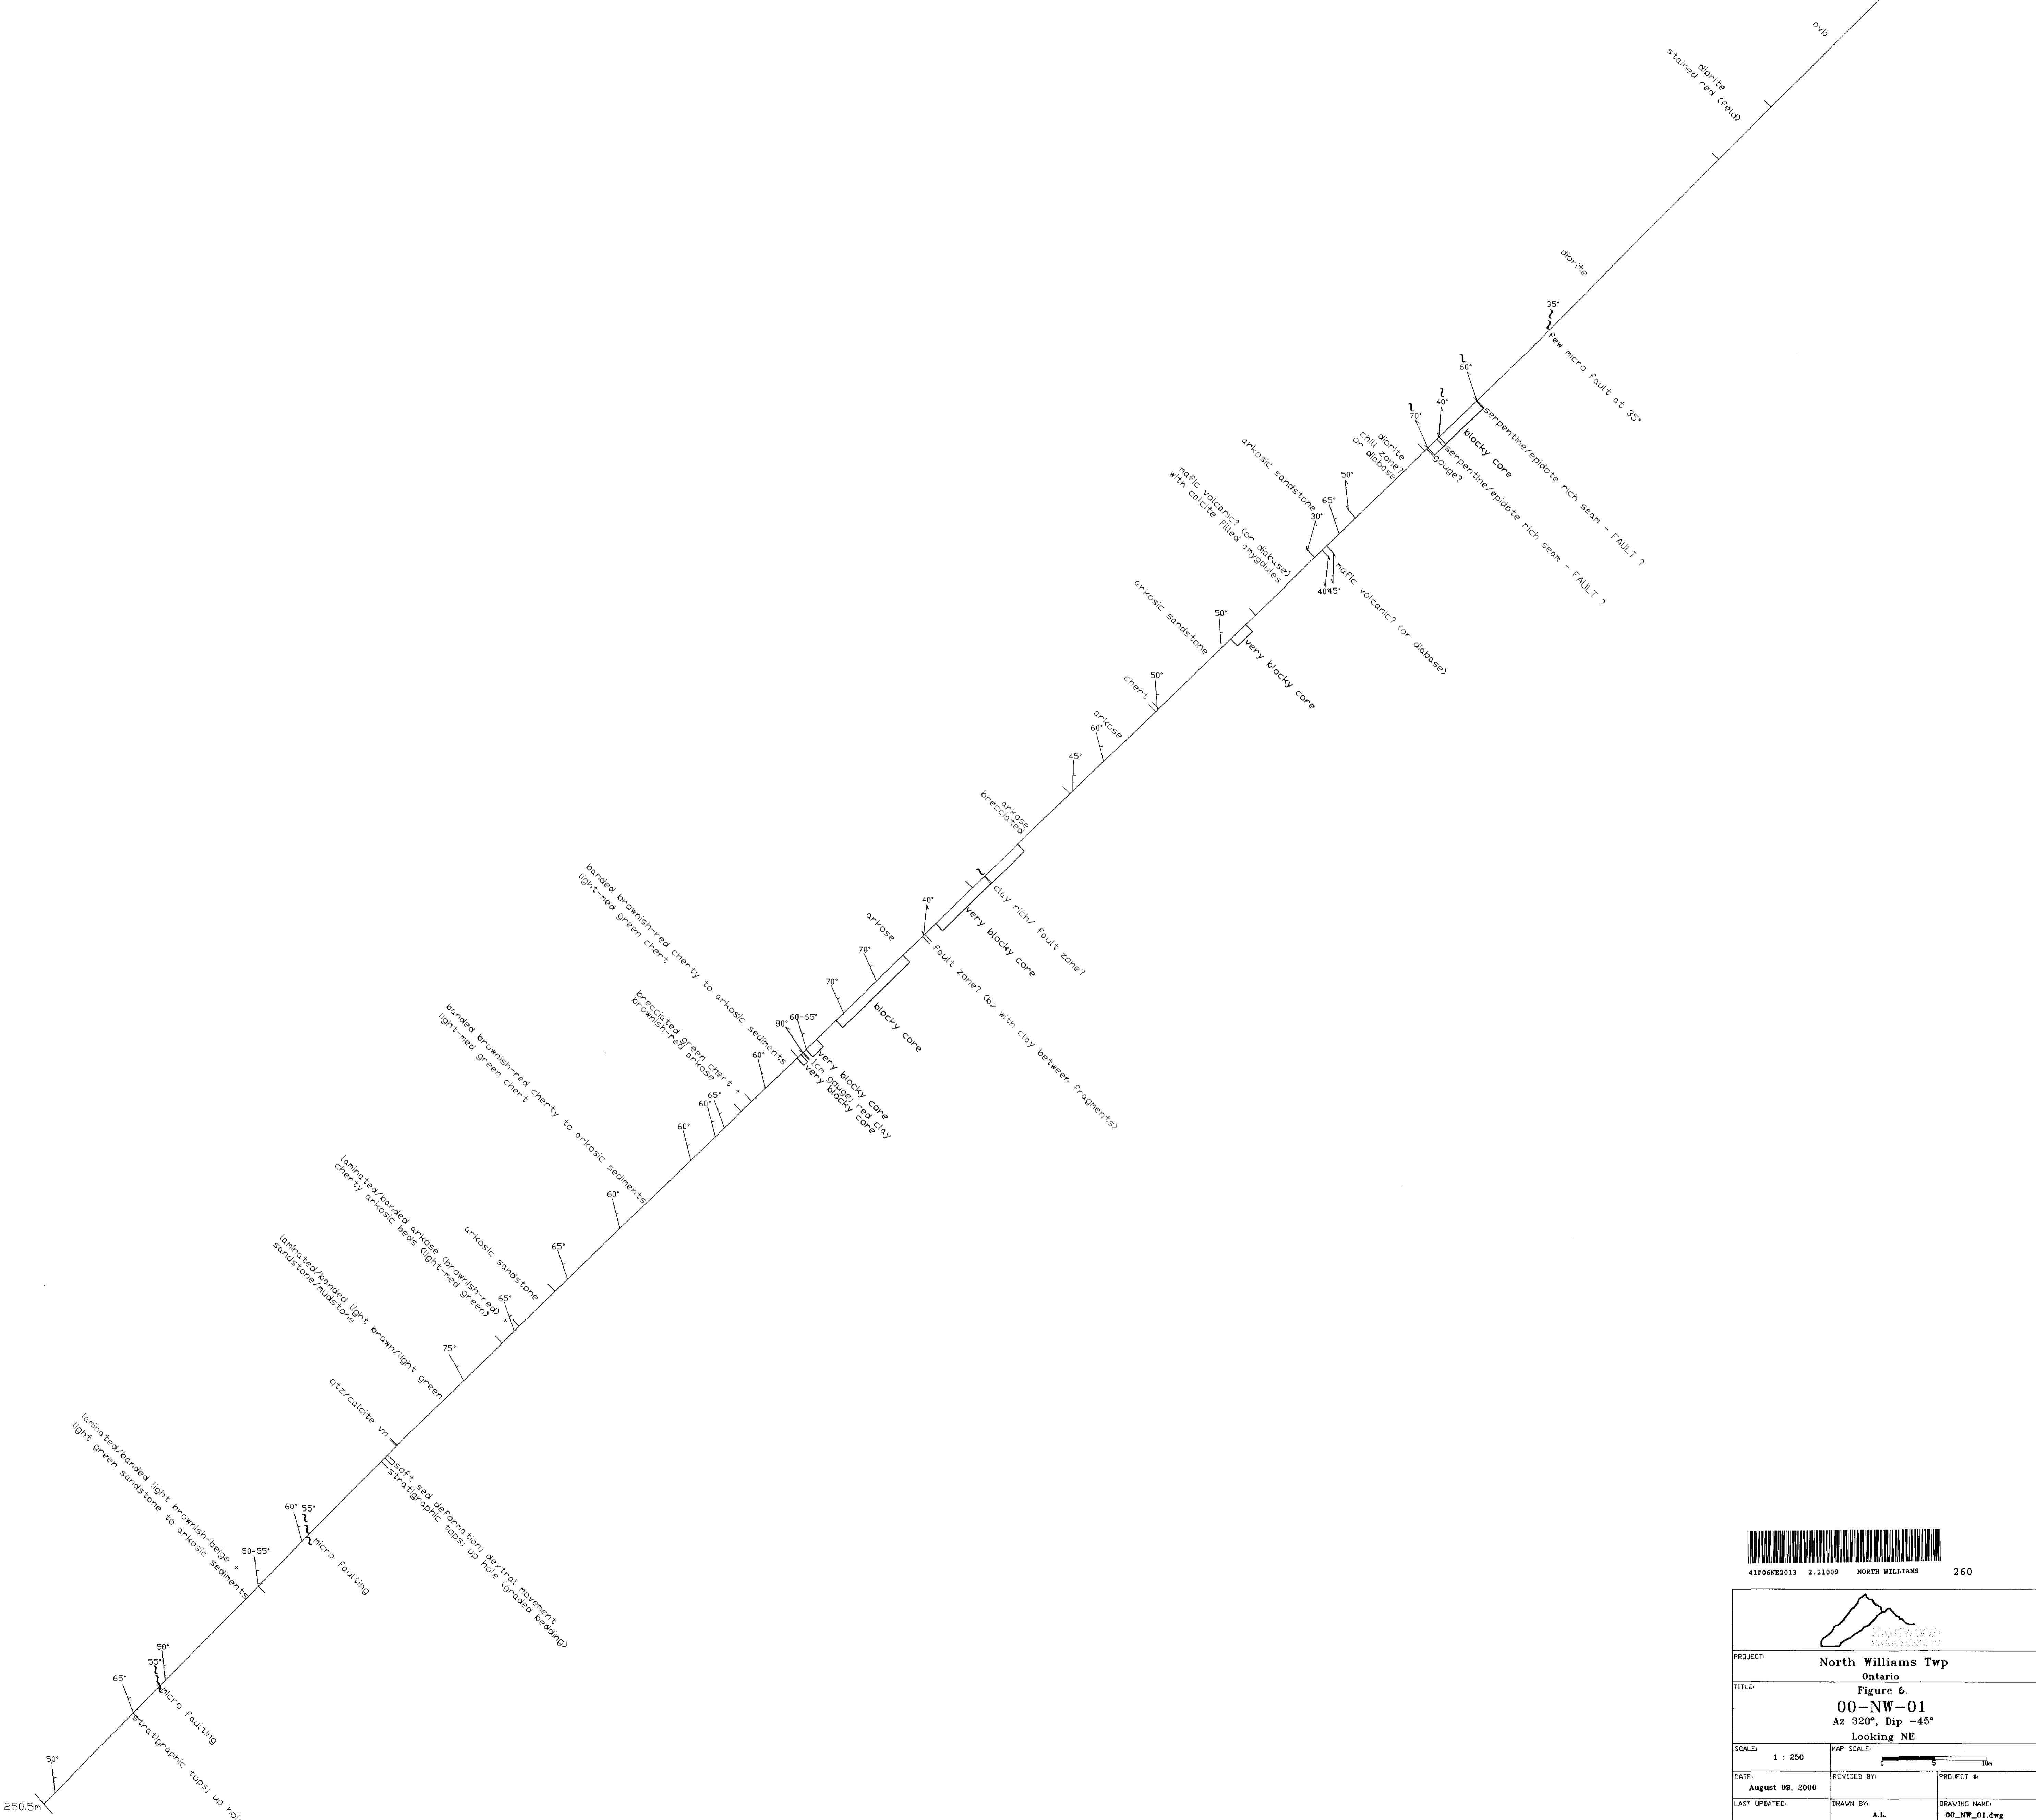 ovb
diorite
stained red (feld)
diorite
35°
few micro fault at 35°
60°
serpentine/epidote rich seam - FAULT ?
blocky core
40°
serpentine/epidote rich seam - FAULT ?
70°
gouge?
diorite
chill zone?
or diabase
50°
65°
arkosic sandstone
30°
40°
45°
mafic volcanic? (or diabase)
mafic volcanic? (or diabase)
with calcite filled amygdules
very blocky core
50°
arkosic sandstone
50°
chert
arkose
60°
45°
arkose
brecciated
clay rich/ fault zone?
very blocky core
40°
fault zone? (bx with clay between fragments)
arkose
70°
70°
blocky core
60-65°
80°
very blocky core
1cm gouge; red clay
very blocky core
banded brownish-red cherty to arkosic sediments
light-med green chert
60°
brecciated green chert +
brownish-red arkose
65°
60°
60°
banded brownish-red cherty to arkosic sediments
light-med green chert
60°
65°
arkosic sandstone
laminated/banded arkose (brownish-red) +
cherty arkosic beds (light-med green)
65°
75°
laminated/banded light brown/light green
sandstone/mudstone
qtz/calcite vn
soft sed deformation; dextral movement
stratigraphic tops; up hole (graded bedding)
60°
55°
micro faulting
50-55°
laminated/banded light brownish-beige +
light green sandstone to arkosic sediments
50°
55°
micro faulting
65°
stratigraphic tops; up hole
50°
250.5m
41P06NE2013 2.21009 NORTH WILLIAMS 260
PROJECT:
North Williams Twp
Ontario
TITLE:
Figure 6.
00-NW-01
Az 320°, Dip -45°
Looking NE
SCALE:
1 : 250
MAP SCALE:
0 5 10m
DATE:
August 09, 2000
REVISED BY:
PROJECT #:
LAST UPDATED:
DRAWN BY:
A.L.
DRAWING NAME:
00_NW_01.dwg